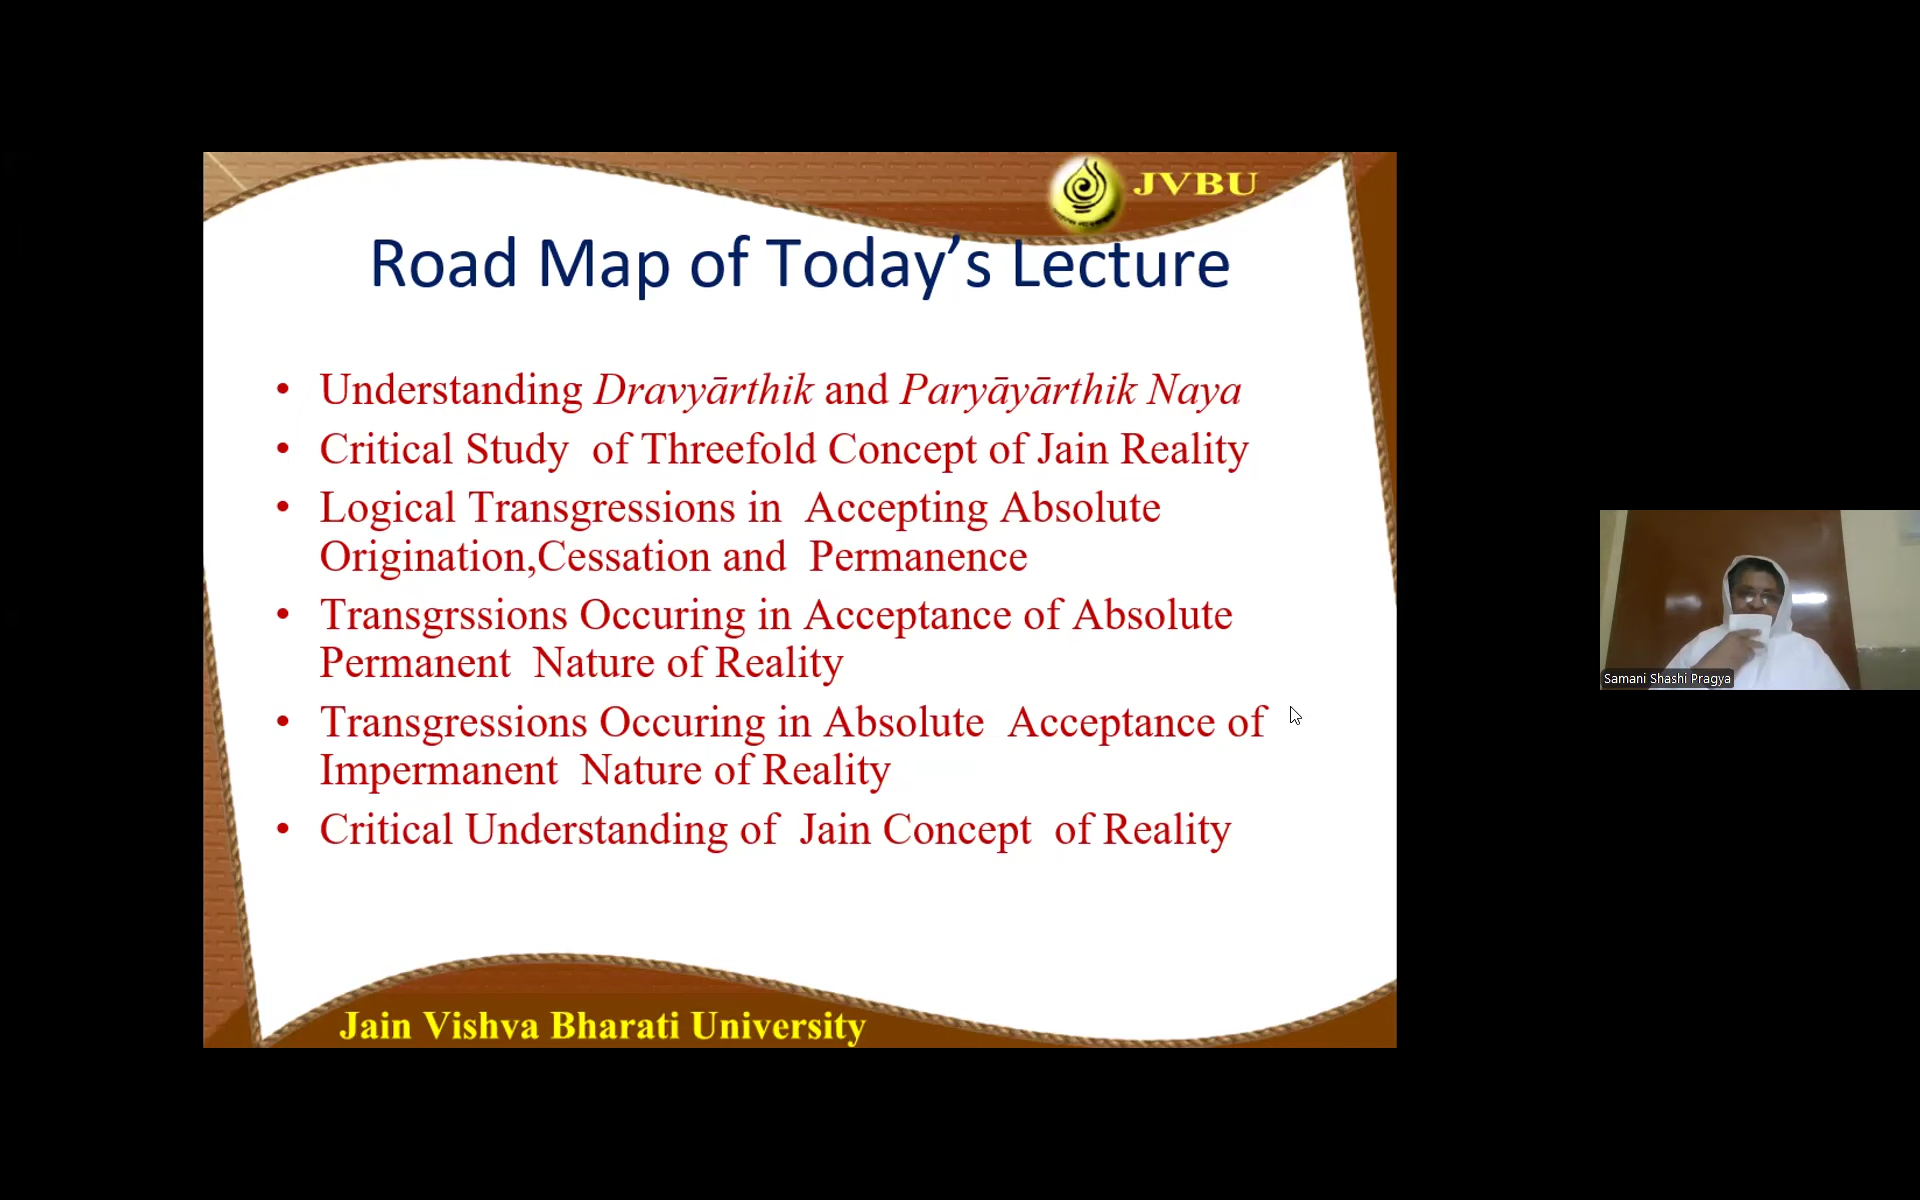 JVBU
Road Map of Today’s Lecture
• Understanding Dravyārthik and Paryāyārthik Naya
• Critical Study of Threefold Concept of Jain Reality
• Logical Transgressions in Accepting Absolute
Origination,Cessation and Permanence
• Transgrssions Occuring in Acceptance of Absolute
Permanent Nature of Reality
• Transgressions Occuring in Absolute Acceptance of
Impermanent Nature of Reality
• Critical Understanding of Jain Concept of Reality
Samani Shashi Pragya
Jain Vishva Bharati University